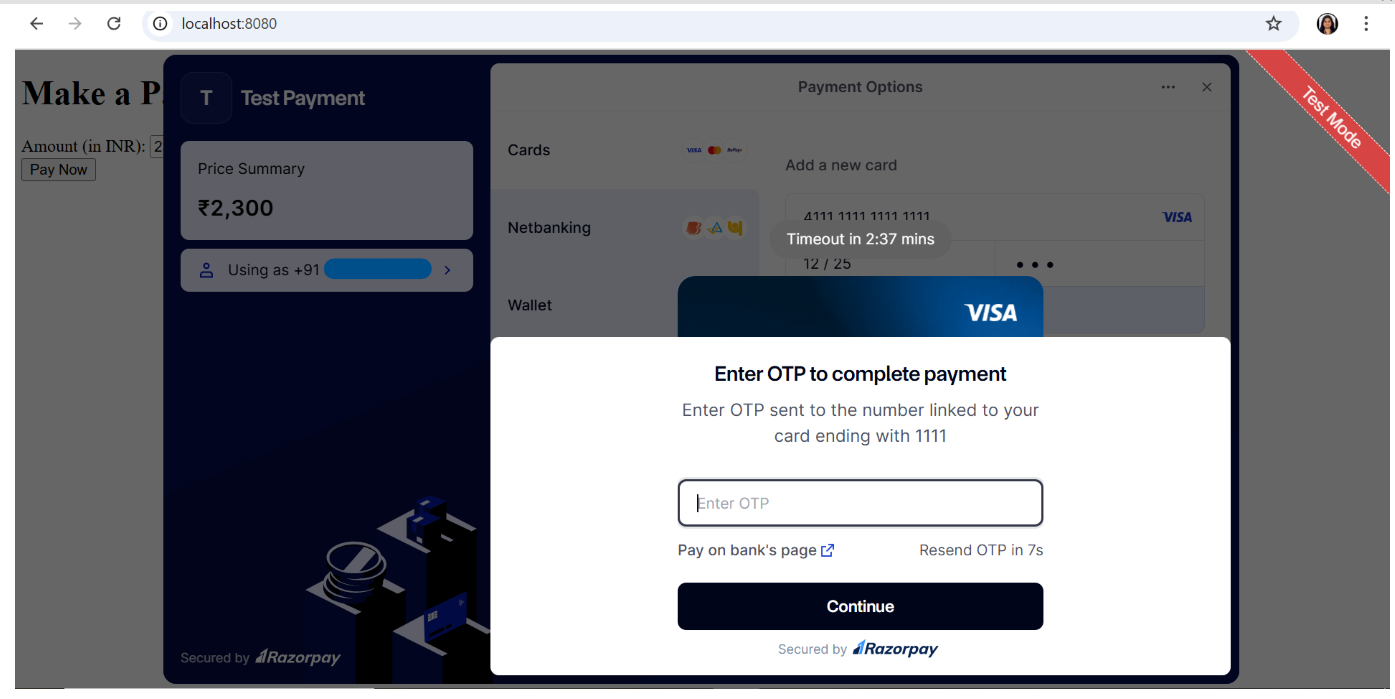 localhost:8080
Make a P
Amount (in INR): 2
Pay Now
T Test Payment
Price Summary
₹2,300
Using as +91
Secured by Razorpay
Payment Options
Test Mode
Cards
VISA
Netbanking
Wallet
Add a new card
4111 1111 1111 1111 VISA
Timeout in 2:37 mins
12 / 25
VISA
Enter OTP to complete payment
Enter OTP sent to the number linked to your
card ending with 1111
Enter OTP
Pay on bank's page Resend OTP in 7s
Continue
Secured by Razorpay